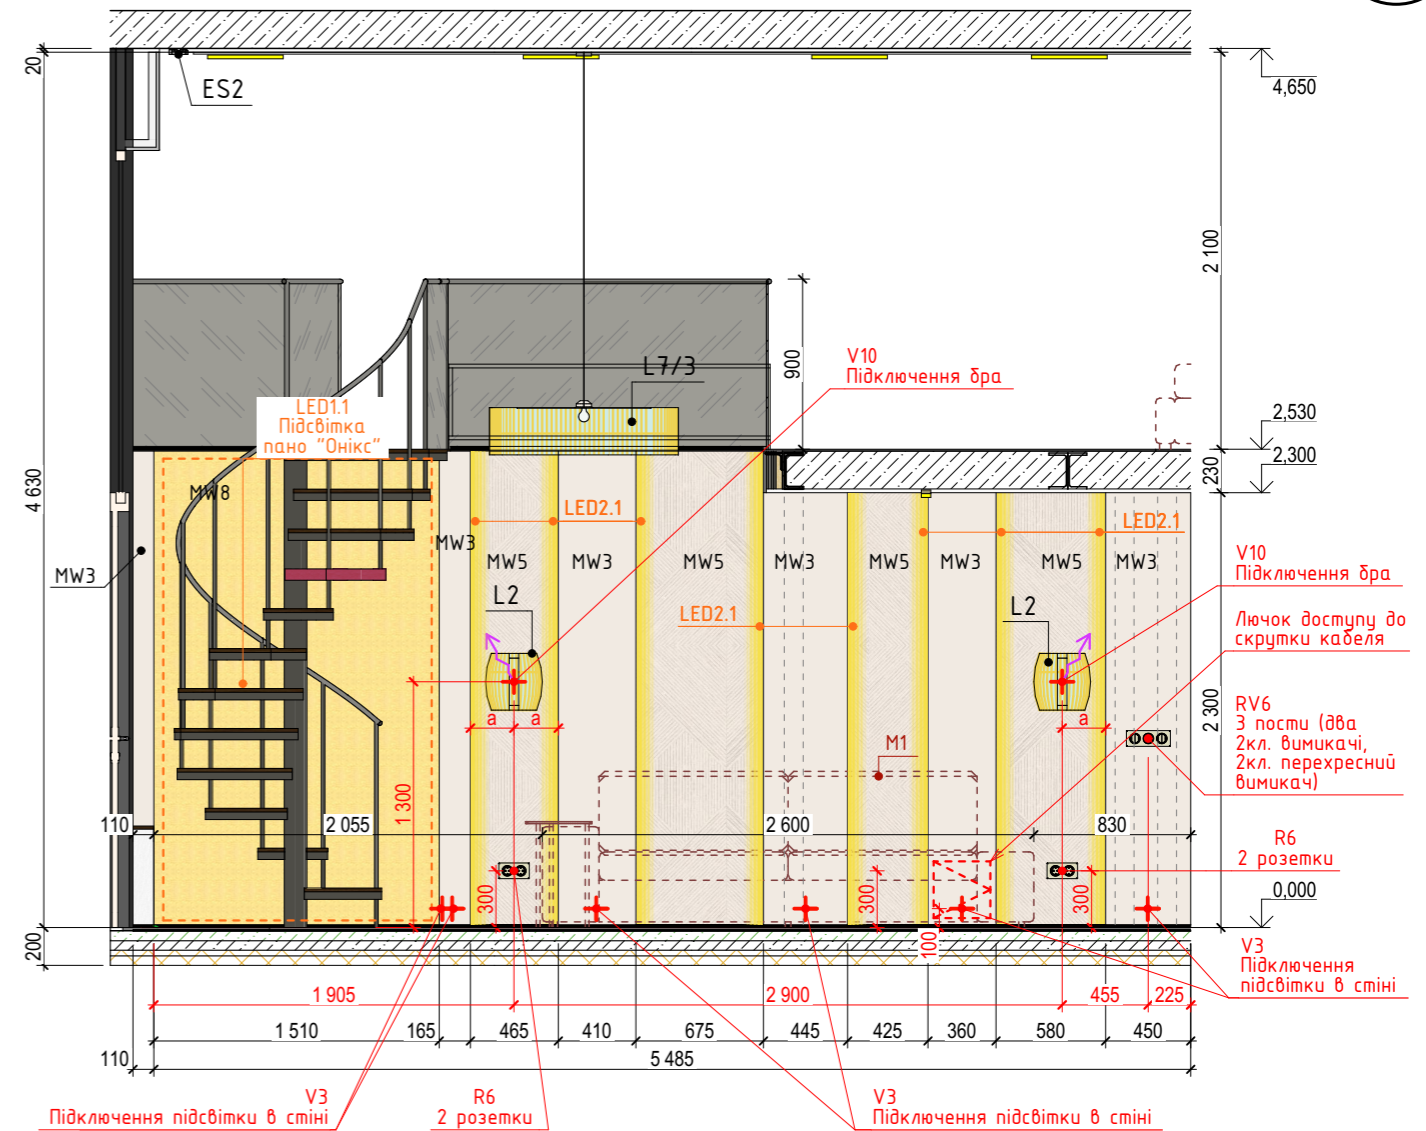 20
ES2
4,650
2 100
900
L7/3
V10
Підключення бра
LED1.1
Підсвітка
пано "Онікс"
2,530
2,300
230
4 630
MW8
LED2.1
LED2.1
MW3
MW5
MW3
MW5
MW3
MW5
MW3
MW5
MW3
V10
Підключення бра
MW3
L2
L2
LED2.1
Лючок доступу до
скрутки кабеля
RV6
3 пости (два
2кл. вимикачі,
2кл. перехресний
вимикач)
2 300
a
a
a
M1
1 300
110
2 055
2 600
830
R6
2 розетки
300
300
300
0,000
200
100
V3
Підключення
підсвітки в стіні
1 905
2 900
455
225
1 510
165
465
410
675
445
425
360
580
450
110
5 485
V3
Підключення підсвітки в стіні
R6
2 розетки
V3
Підключення підсвітки в стіні